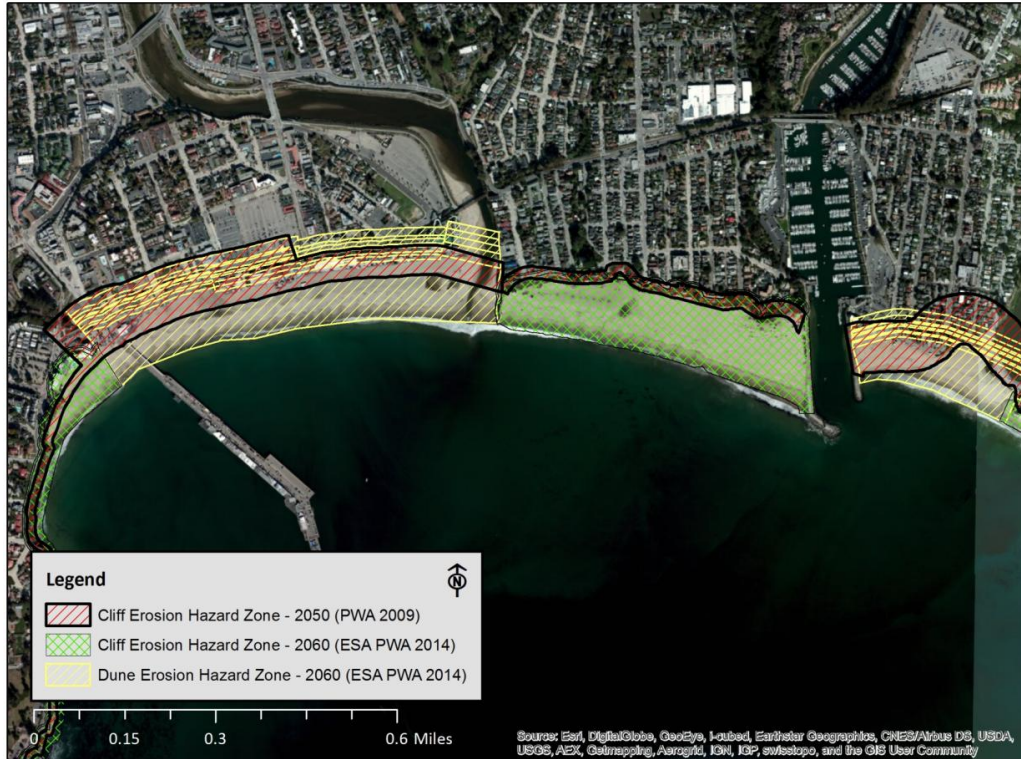 Legend
N
Cliff Erosion Hazard Zone - 2050 (PWA 2009)
Cliff Erosion Hazard Zone - 2060 (ESA PWA 2014)
Dune Erosion Hazard Zone - 2060 (ESA PWA 2014)
0 0.15 0.3 0.6 Miles
Source: Esri, DigitalGlobe, GeoEye, i-cubed, Earthstar Geographics, CNES/Airbus DS, USDA,
USGS, AEX, Getmapping, Aerogrid, IGN, IGP, swisstopo, and the GIS User Community